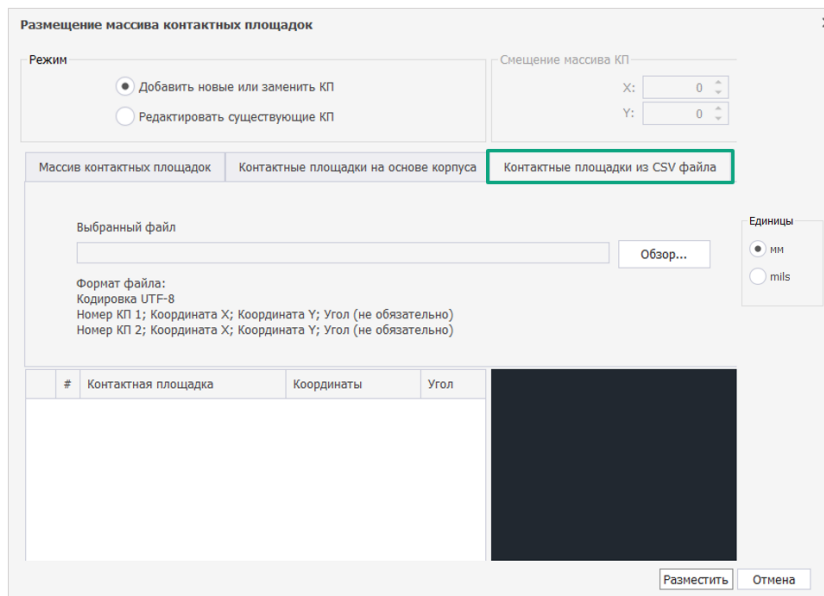 Размещение массива контактных площадок
Режим
Добавить новые или заменить КП
Редактировать существующие КП
Смещение массива КП
X: 0
Y: 0
Массив контактных площадок
Контактные площадки на основе корпуса
Контактные площадки из CSV файла
Выбранный файл
Обзор...
Формат файла:
Кодировка UTF-8
Номер КП 1; Координата X; Координата Y; Угол (не обязательно)
Номер КП 2; Координата X; Координата Y; Угол (не обязательно)
Единицы
мм
mils
# Контактная площадка Координаты Угол
Разместить
Отмена